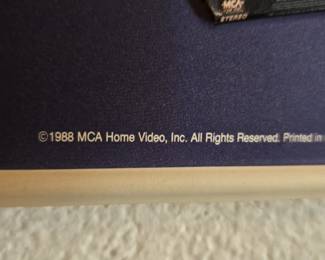 MCA
STEREO
©1988 MCA Home Video, Inc. All Rights Reserved. Printed in